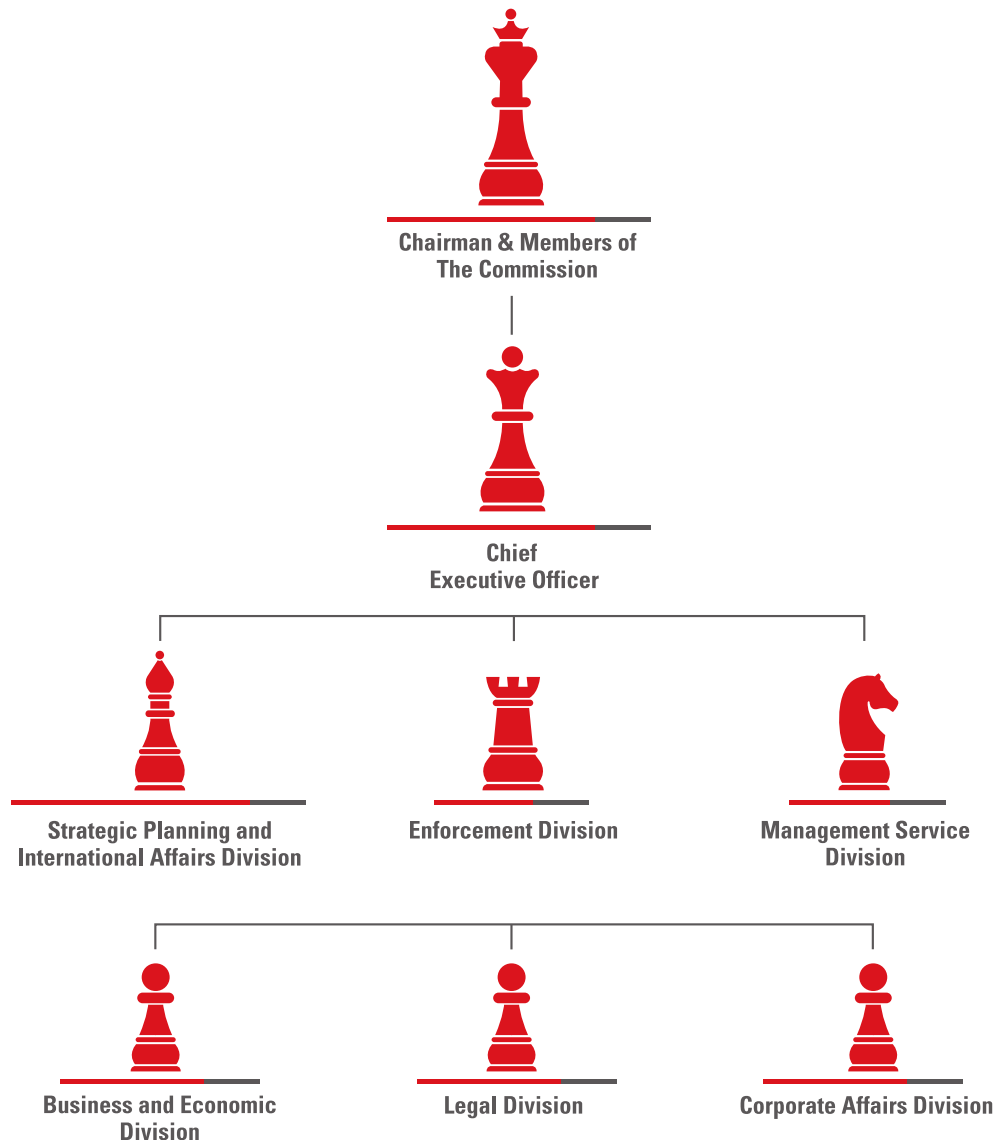 Chairman & Members of
The Commission
Chief
Executive Officer
Strategic Planning and
International Affairs Division
Enforcement Division
Management Service
Division
Business and Economic
Division
Legal Division
Corporate Affairs Division